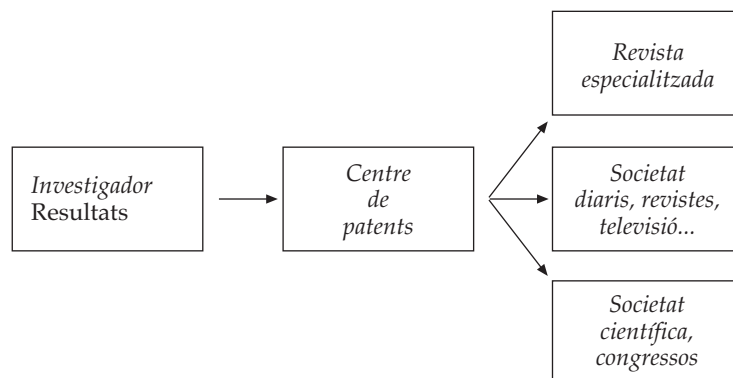 Investigador
Resultats
Centre
de
patents
Revista
especialitzada
Societat
diaris, revistes,
televisió...
Societat
científica,
congressos